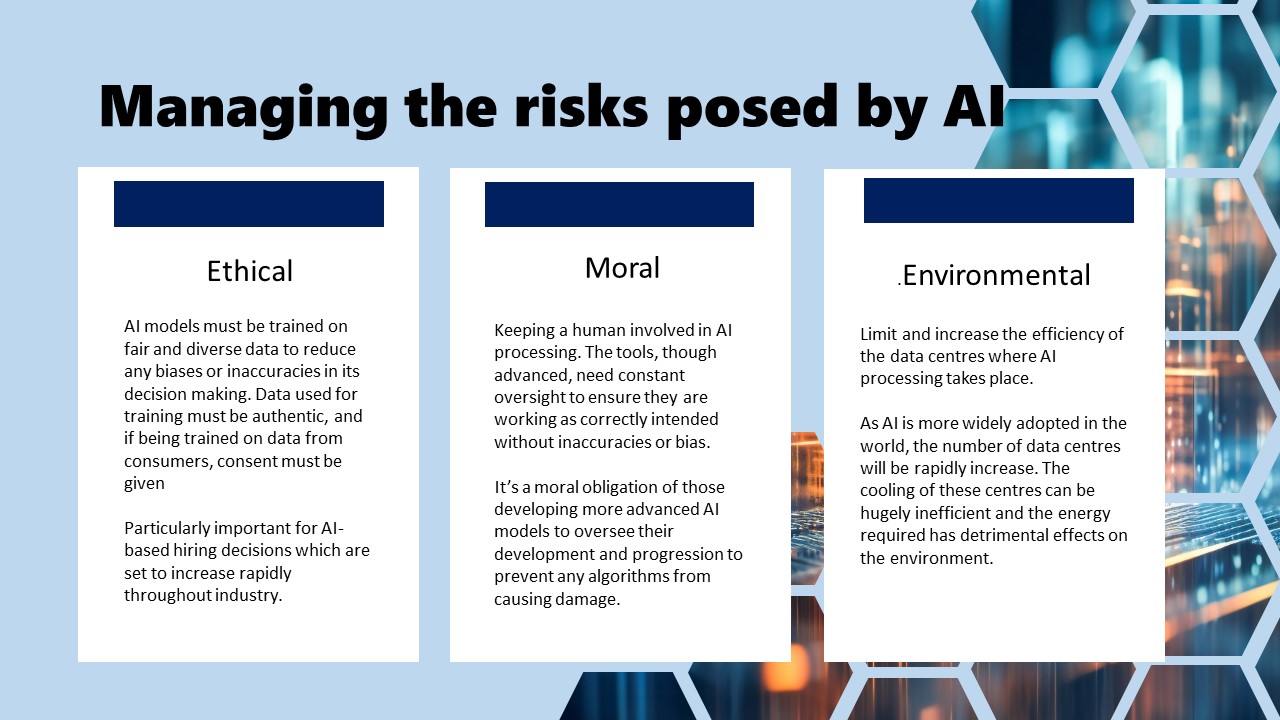 Managing the risks posed by AI
Ethical
AI models must be trained on
fair and diverse data to reduce
any biases or inaccuracies in its
decision making. Data used for
training must be authentic, and
if being trained on data from
consumers, consent must be
given
Particularly important for AI-
based hiring decisions which are
set to increase rapidly
throughout industry.
Moral
Keeping a human involved in AI
processing. The tools, though
advanced, need constant
oversight to ensure they are
working as correctly intended
without inaccuracies or bias.
It’s a moral obligation of those
developing more advanced AI
models to oversee their
development and progression to
prevent any algorithms from
causing damage.
.Environmental
Limit and increase the efficiency of
the data centres where AI
processing takes place.
As AI is more widely adopted in the
world, the number of data centres
will be rapidly increase. The
cooling of these centres can be
hugely inefficient and the energy
required has detrimental effects on
the environment.